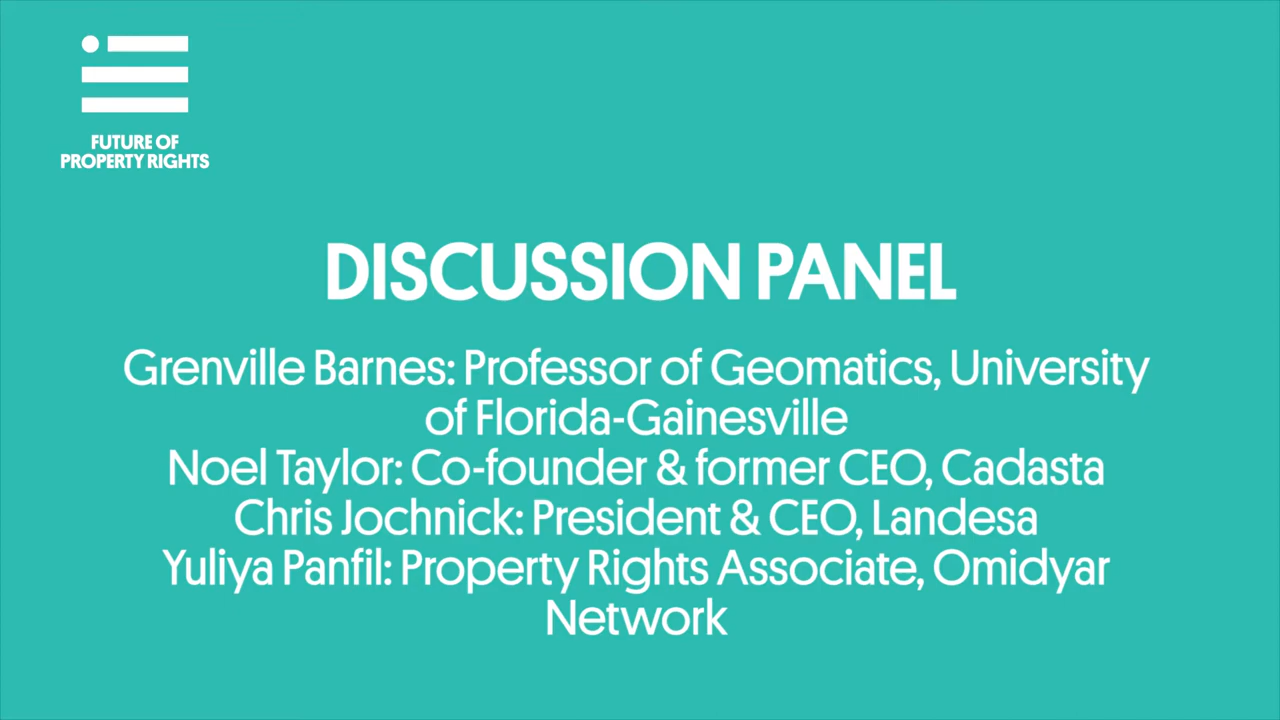 FUTURE OF
PROPERTY RIGHTS
DISCUSSION PANEL
Grenville Barnes: Professor of Geomatics, University
of Florida-Gainesville
Noel Taylor: Co-founder & former CEO, Cadasta
Chris Jochnick: President & CEO, Landesa
Yuliya Panfil: Property Rights Associate, Omidyar
Network